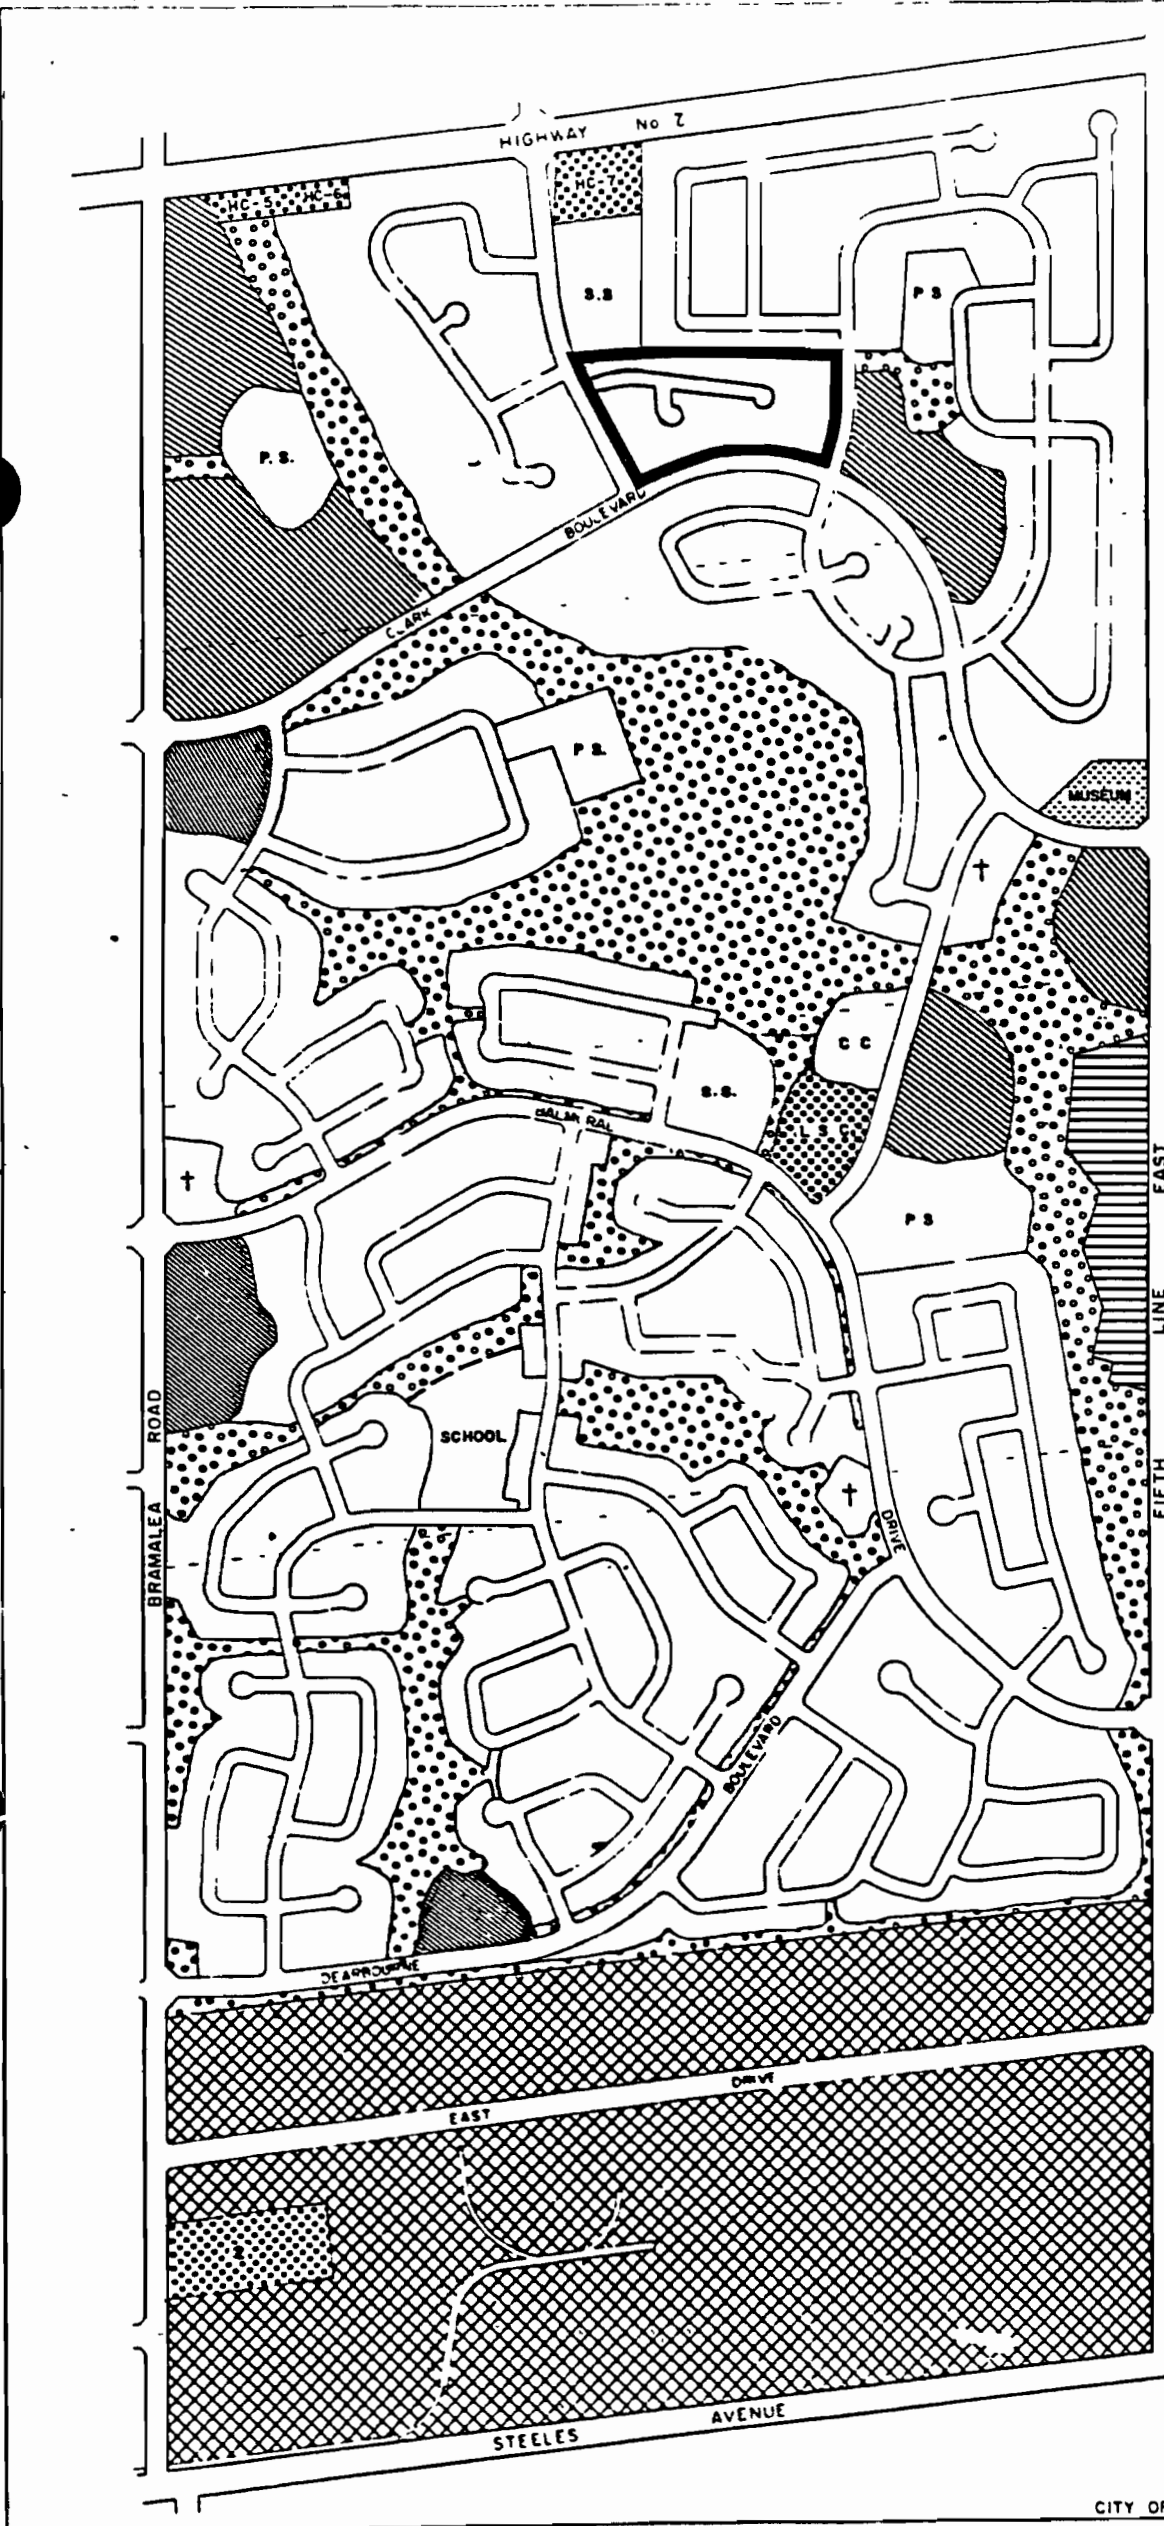 HIGHWAY No 7
HC-5 HC-6
HC-7
S.S
P S
P.S.
BOULEVARD
CLARK
P.S.
MUSEUM
C C
S.S.
BALMORAL
L S C
P S
EAST
LINE
FIFTH
SCHOOL
ROAD
BRAMALEA
DRIVE
BOULEVARD
DEARBOURNE
DRIVE
EAST
AVENUE
STEELES
CITY OF